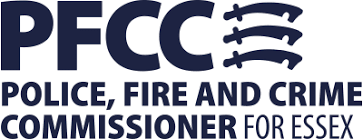 PFCC
POLICE, FIRE AND CRIME
COMMISSIONER FOR ESSEX